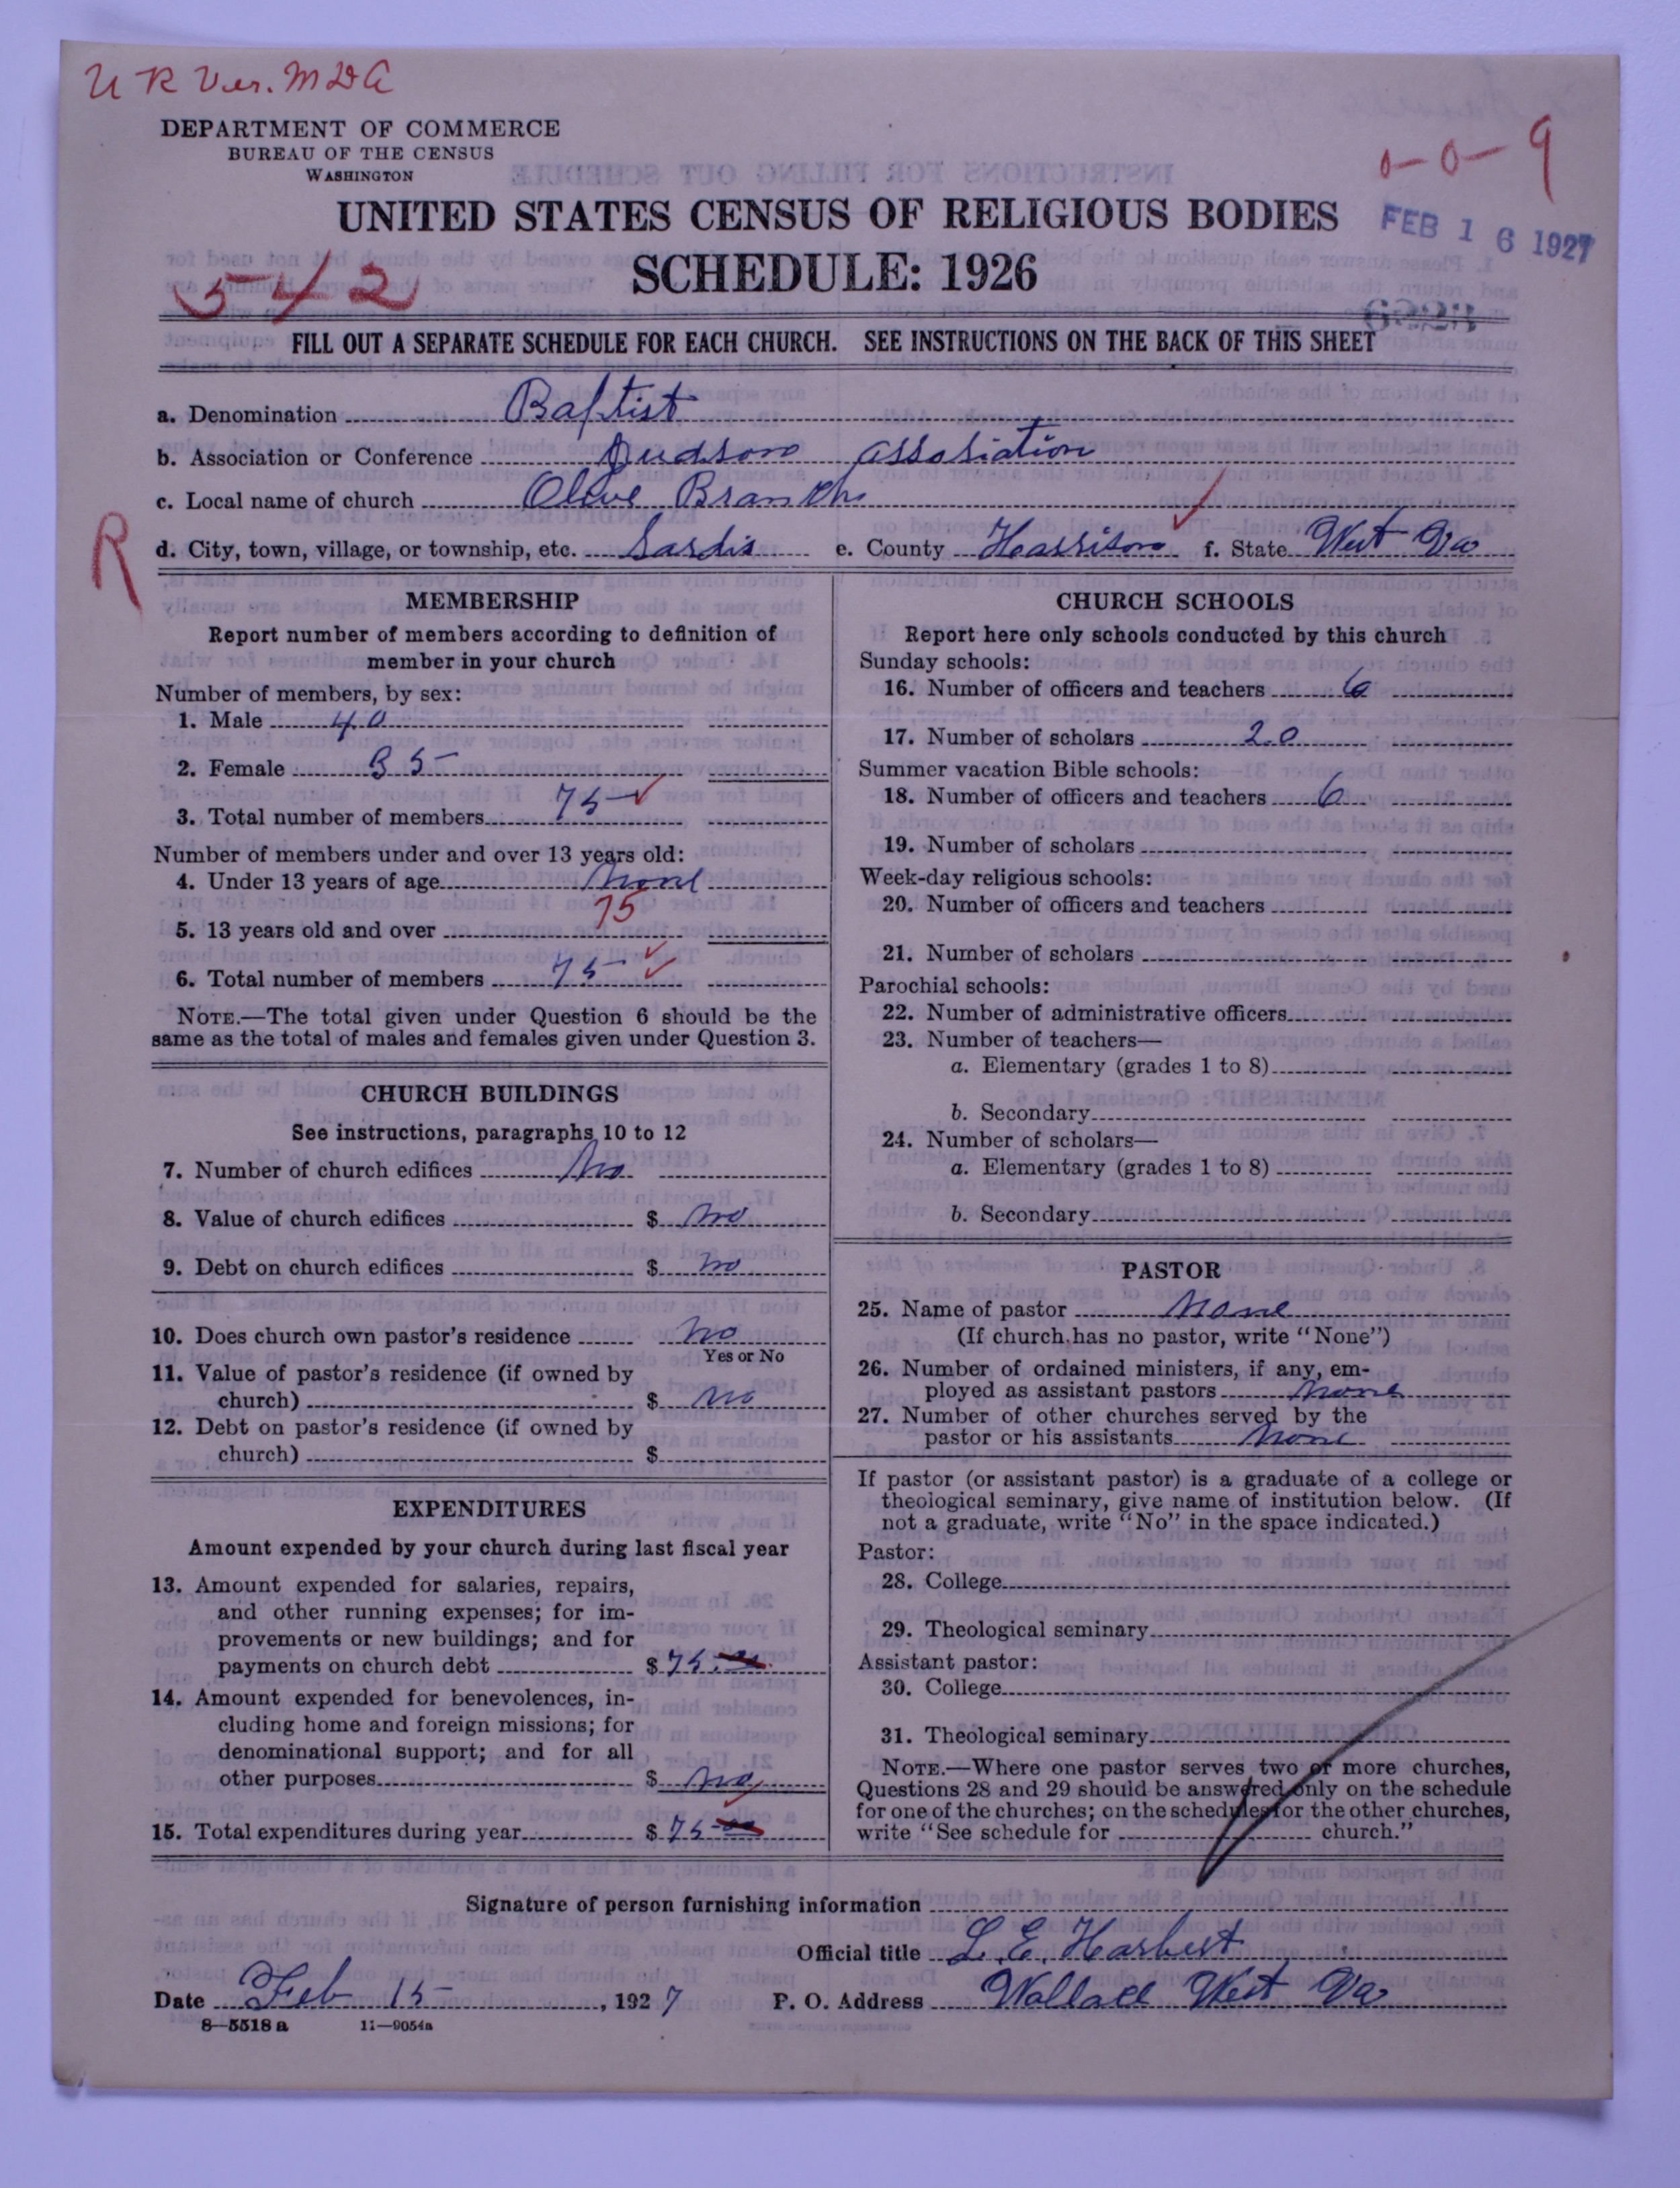 U R Ver. M D A
DEPARTMENT OF COMMERCE
BUREAU OF THE CENSUS
WASHINGTON
0-0-9
UNITED STATES CENSUS OF RELIGIOUS BODIES
FEB 16 1927
SCHEDULE: 1926
542
FILL OUT A SEPARATE SCHEDULE FOR EACH CHURCH. SEE INSTRUCTIONS ON THE BACK OF THIS SHEET
a. Denomination Baptist
b. Association or Conference Judson assosiation
c. Local name of church Olive Branch
R
d. City, town, village, or township, etc. Sardis e. County Harrison f. State West Va
MEMBERSHIP
Report number of members according to definition of
member in your church
Number of members, by sex:
1. Male 40
2. Female 35
3. Total number of members 75
Number of members under and over 13 years old:
4. Under 13 years of age None
5. 13 years old and over 75
6. Total number of members 75
NOTE.—The total given under Question 6 should be the
same as the total of males and females given under Question 3.
CHURCH BUILDINGS
See instructions, paragraphs 10 to 12
7. Number of church edifices No
8. Value of church edifices $ no
9. Debt on church edifices $ no
10. Does church own pastor's residence no
Yes or No
11. Value of pastor's residence (if owned by
church) $ no
12. Debt on pastor's residence (if owned by
church) $
EXPENDITURES
Amount expended by your church during last fiscal year
13. Amount expended for salaries, repairs,
and other running expenses; for im-
provements or new buildings; and for
payments on church debt $ 75.00
14. Amount expended for benevolences, in-
cluding home and foreign missions; for
denominational support; and for all
other purposes $ no
15. Total expenditures during year $ 75.00
CHURCH SCHOOLS
Report here only schools conducted by this church
Sunday schools:
16. Number of officers and teachers 6
17. Number of scholars 20
Summer vacation Bible schools:
18. Number of officers and teachers 6
19. Number of scholars
Week-day religious schools:
20. Number of officers and teachers
21. Number of scholars
Parochial schools:
22. Number of administrative officers
23. Number of teachers—
a. Elementary (grades 1 to 8)
b. Secondary
24. Number of scholars—
a. Elementary (grades 1 to 8)
b. Secondary
PASTOR
25. Name of pastor None
(If church has no pastor, write "None")
26. Number of ordained ministers, if any, em-
ployed as assistant pastors none
27. Number of other churches served by the
pastor or his assistants None
If pastor (or assistant pastor) is a graduate of a college or
theological seminary, give name of institution below. (If
not a graduate, write "No" in the space indicated.)
Pastor:
28. College
29. Theological seminary
Assistant pastor:
30. College
31. Theological seminary
NOTE.—Where one pastor serves two or more churches,
Questions 28 and 29 should be answered only on the schedule
for one of the churches; on the schedules for the other churches,
write "See schedule for church."
Signature of person furnishing information
Official title L. E. Harbert
Date Feb 15, 1927 P. O. Address Wallace West Va
8—5518 a 11—9054a